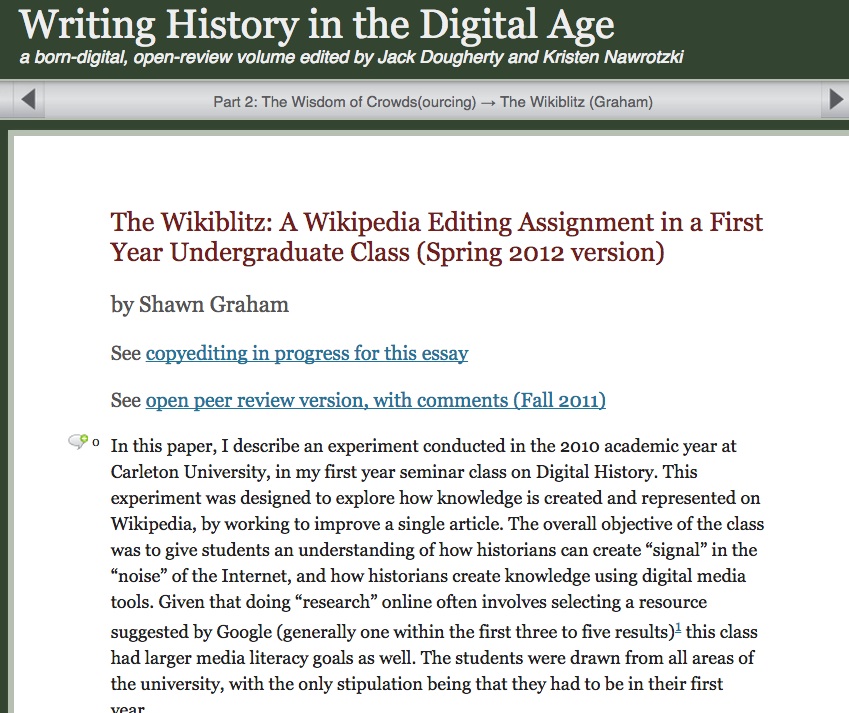 Writing History in the Digital Age
a born-digital, open-review volume edited by Jack Dougherty and Kristen Nawrotzki
Part 2: The Wisdom of Crowds(ourcing) → The Wikiblitz (Graham)
The Wikiblitz: A Wikipedia Editing Assignment in a First
Year Undergraduate Class (Spring 2012 version)
by Shawn Graham
See copyediting in progress for this essay
See open peer review version, with comments (Fall 2011)
0 In this paper, I describe an experiment conducted in the 2010 academic year at
Carleton University, in my first year seminar class on Digital History. This
experiment was designed to explore how knowledge is created and represented on
Wikipedia, by working to improve a single article. The overall objective of the class
was to give students an understanding of how historians can create “signal” in the
“noise” of the Internet, and how historians create knowledge using digital media
tools. Given that doing “research” online often involves selecting a resource
suggested by Google (generally one within the first three to five results)1 this class
had larger media literacy goals as well. The students were drawn from all areas of
the university, with the only stipulation being that they had to be in their first
year.